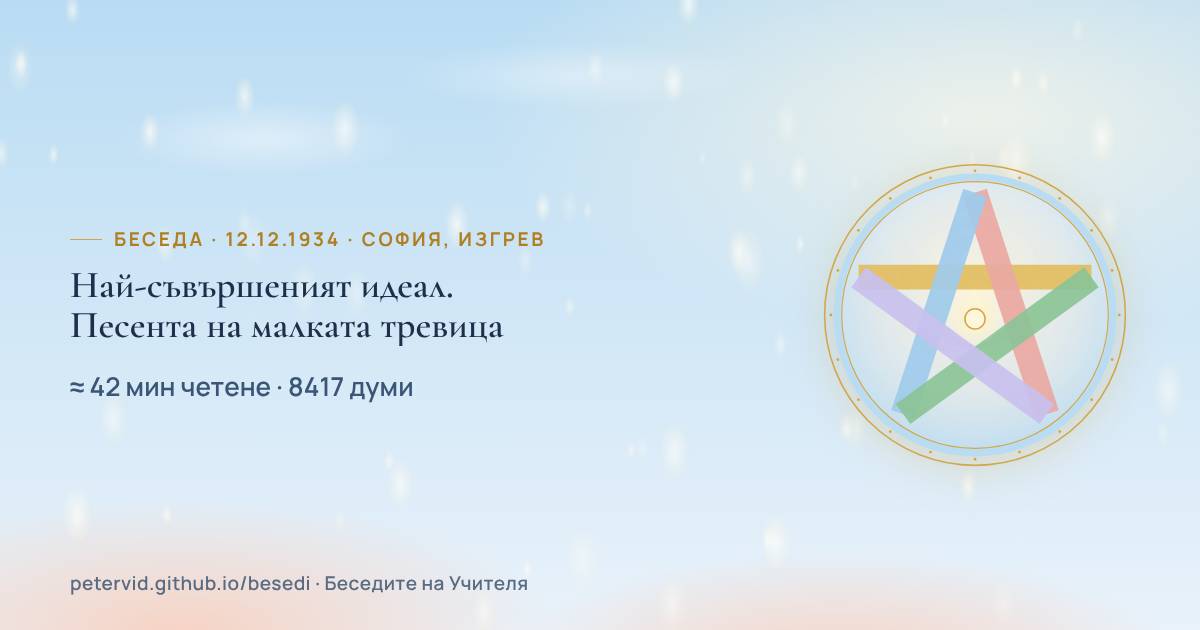 БЕСЕДА · 12.12.1934 · СОФИЯ, ИЗГРЕВ
Най-съвършеният идеал.
Песента на малката тревица
≈ 42 мин четене · 8417 думи
petervid.github.io/besedi · Беседите на Учителя